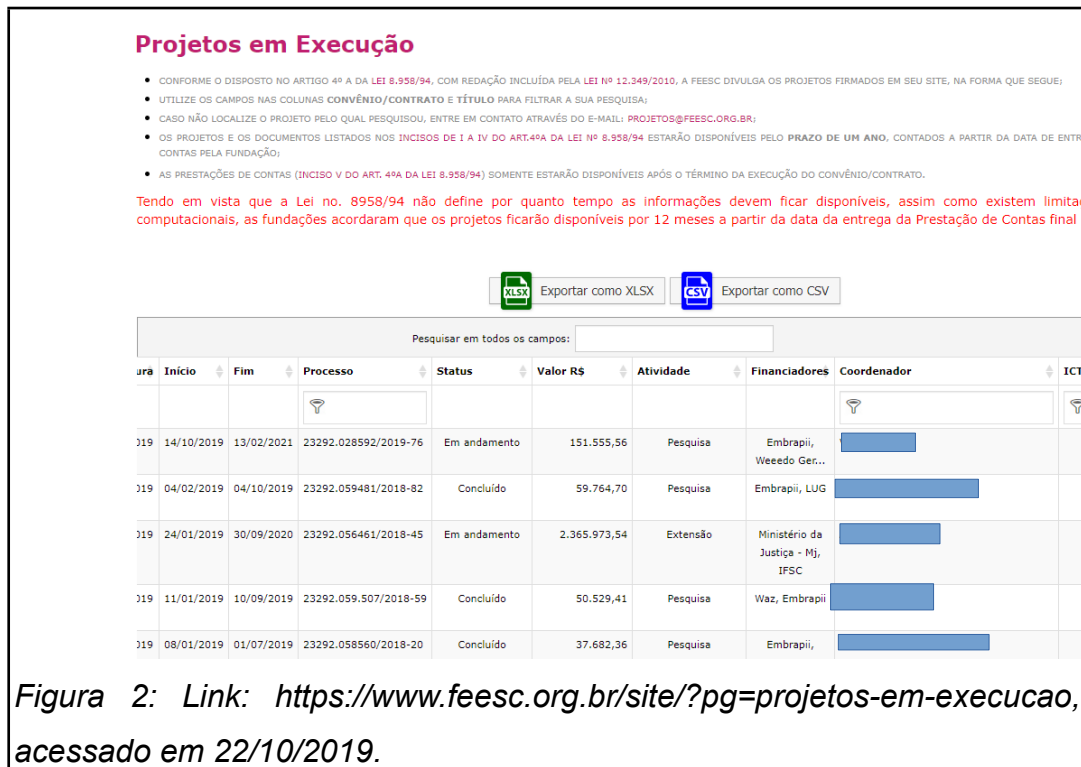 Projetos em Execução
• CONFORME O DISPOSTO NO ARTIGO 4º A DA LEI 8.958/94, COM REDAÇÃO INCLUÍDA PELA LEI Nº 12.349/2010, A FEESC DIVULGA OS PROJETOS FIRMADOS EM SEU SITE, NA FORMA QUE SEGUE;
• UTILIZE OS CAMPOS NAS COLUNAS CONVÊNIO/CONTRATO E TÍTULO PARA FILTRAR A SUA PESQUISA;
• CASO NÃO LOCALIZE O PROJETO PELO QUAL PESQUISOU, ENTRE EM CONTATO ATRAVÉS DO E-MAIL: PROJETOS@FEESC.ORG.BR;
• OS PROJETOS E OS DOCUMENTOS LISTADOS NOS INCISOS DE I A IV DO ART.4ºA DA LEI Nº 8.958/94 ESTARÃO DISPONÍVEIS PELO PRAZO DE UM ANO, CONTADOS A PARTIR DA DATA DE ENTR
CONTAS PELA FUNDAÇÃO;
• AS PRESTAÇÕES DE CONTAS (INCISO V DO ART. 4ºA DA LEI 8.958/94) SOMENTE ESTARÃO DISPONÍVEIS APÓS O TÉRMINO DA EXECUÇÃO DO CONVÊNIO/CONTRATO.
Tendo em vista que a Lei no. 8958/94 não define por quanto tempo as informações devem ficar disponíveis, assim como existem limita
computacionais, as fundações acordaram que os projetos ficarão disponíveis por 12 meses a partir da data da entrega da Prestação de Contas final
XLSX Exportar como XLSX CSV Exportar como CSV
Pesquisar em todos os campos:
ura Início Fim Processo Status Valor R$ Atividade Financiadores Coordenador ICT
019 14/10/2019 13/02/2021 23292.028592/2019-76 Em andamento 151.555,56 Pesquisa Embrapii,
Weeedo Ger...
019 04/02/2019 04/10/2019 23292.059481/2018-82 Concluído 59.764,70 Pesquisa Embrapii, LUG
019 24/01/2019 30/09/2020 23292.056461/2018-45 Em andamento 2.365.973,54 Extensão Ministério da
Justiça - Mj,
IFSC
019 11/01/2019 10/09/2019 23292.059.507/2018-59 Concluído 50.529,41 Pesquisa Waz, Embrapii
019 08/01/2019 01/07/2019 23292.058560/2018-20 Concluído 37.682,36 Pesquisa Embrapii,
Figura 2: Link: https://www.feesc.org.br/site/?pg=projetos-em-execucao,
acessado em 22/10/2019.